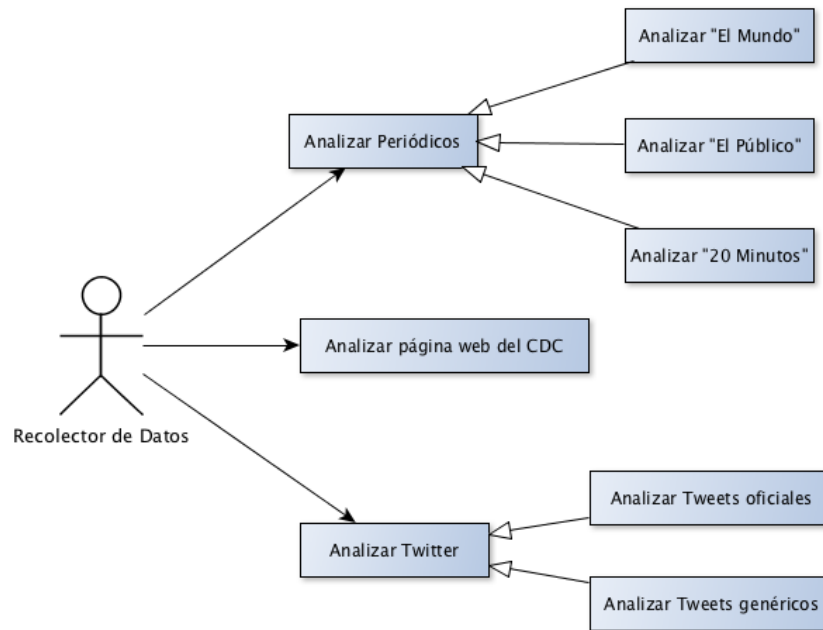 Analizar "El Mundo"
Analizar Periódicos
Analizar "El Público"
Analizar "20 Minutos"
Analizar página web del CDC
Recolector de Datos
Analizar Tweets oficiales
Analizar Twitter
Analizar Tweets genéricos